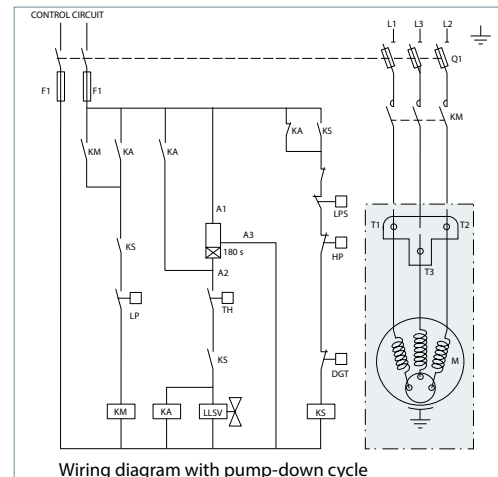 CONTROL CIRCUIT
L1 L3 L2
Q1
F1 F1
KM
KM KA KA KA KS
A1
LPS
A3
T1 T2
180 s
KS HP
T3
A2
TH
LP
KS
M
DGT
KM KA LLSV KS
Wiring diagram with pump-down cycle